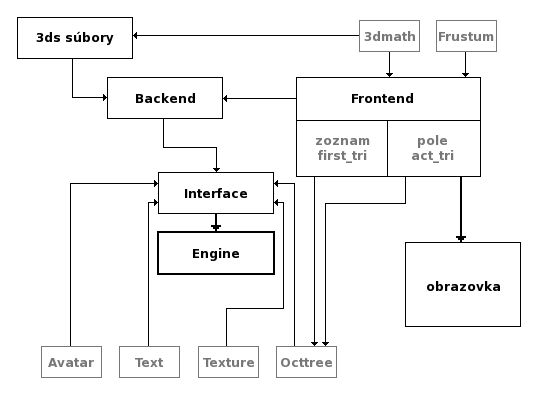 3ds súbory
3dmath
Frustum
Backend
Frontend
zoznam
first_tri
pole
act_tri
Interface
Engine
obrazovka
Avatar
Text
Texture
Octtree